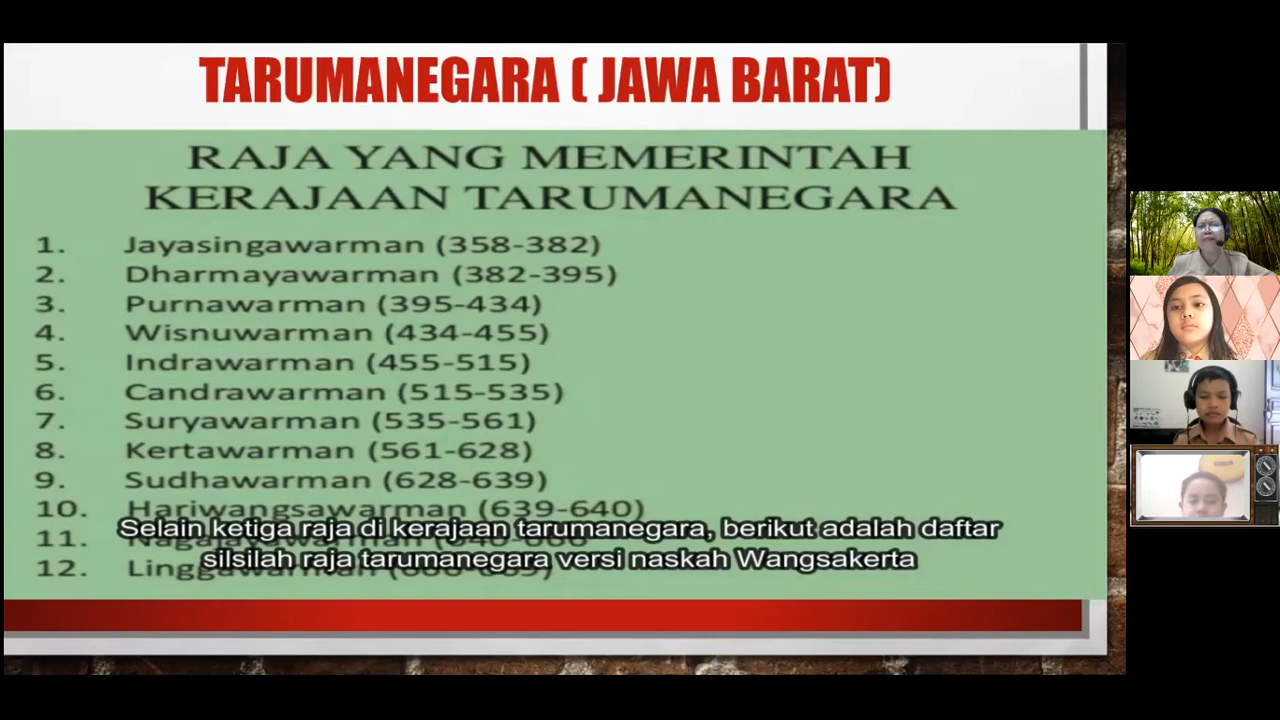 TARUMANEGARA ( JAWA BARAT)
RAJA YANG MEMERINTAH
KERAJAAN TARUMANEGARA
1. Jayasingawarman (358-382)
2. Dharmayawarman (382-395)
3. Purnawarman (395-434)
4. Wisnuwarman (434-455)
5. Indrawarman (455-515)
6. Candrawarman (515-535)
7. Suryawarman (535-561)
8. Kertawarman (561-628)
9. Sudhawarman (628-639)
10. Hariwangsawarman (639-640)
11.
12.
Selain ketiga raja di kerajaan tarumanegara, berikut adalah daftar
silsilah raja tarumanegara versi naskah Wangsakerta